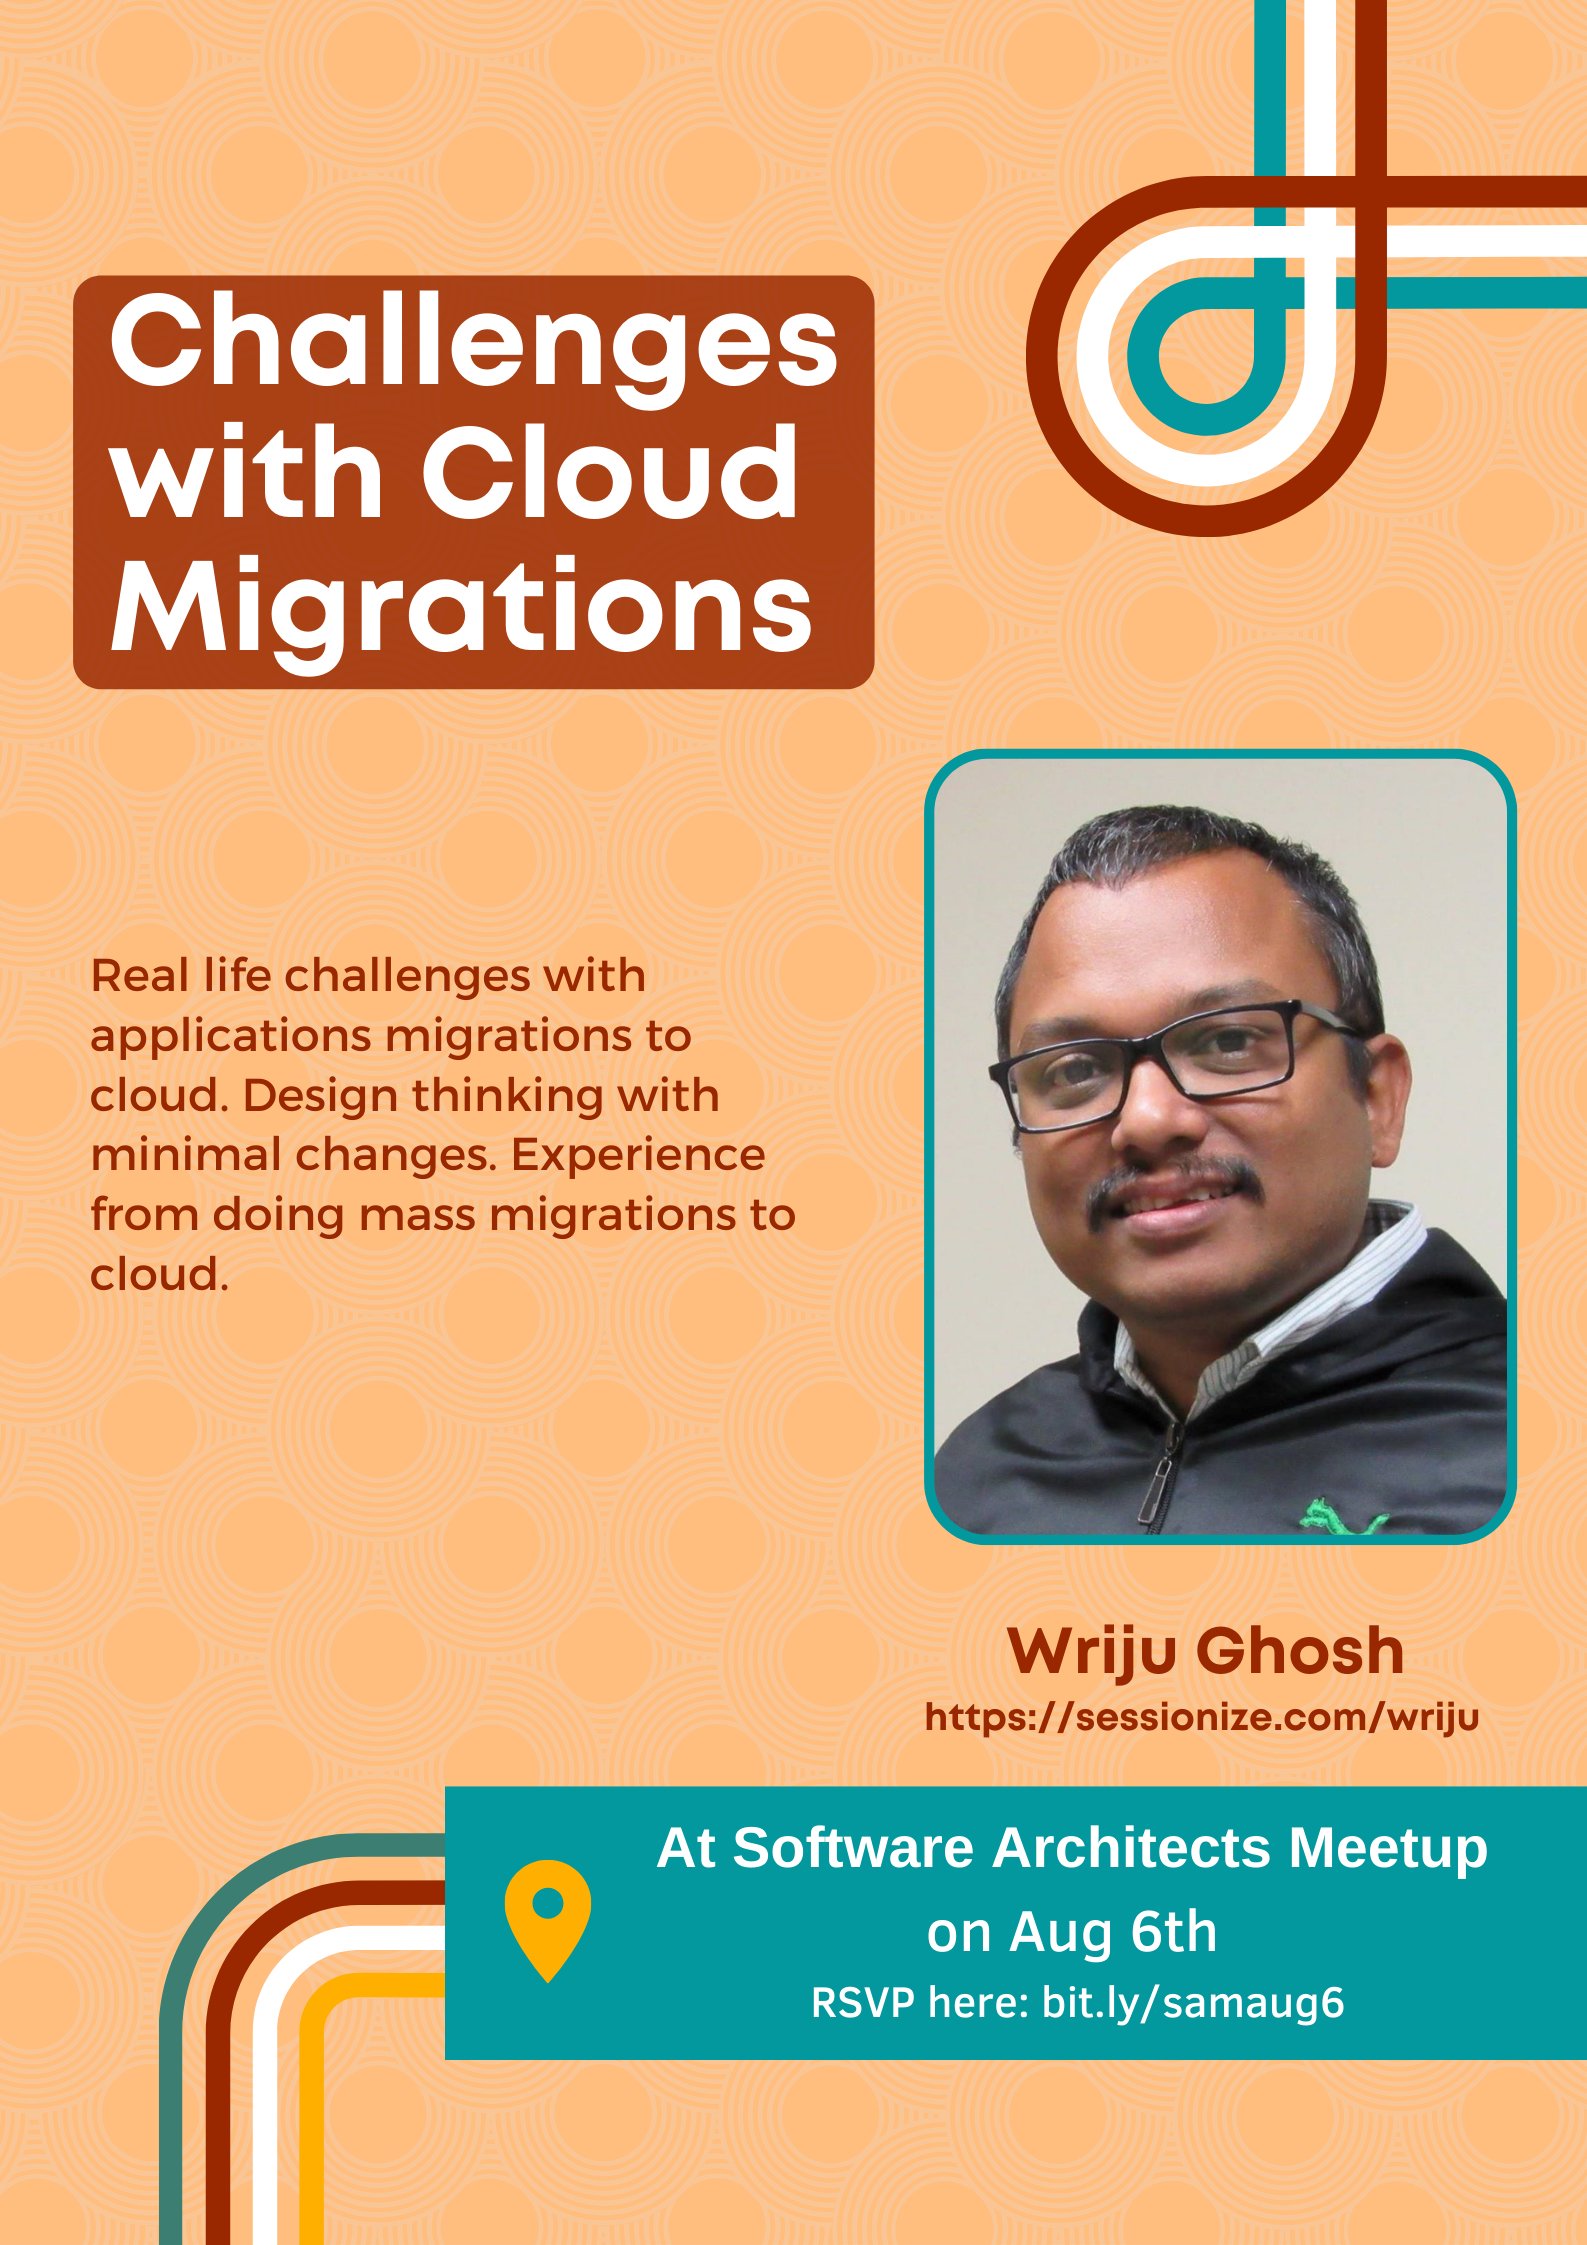 Challenges
with Cloud
Migrations
Real life challenges with
applications migrations to
cloud. Design thinking with
minimal changes. Experience
from doing mass migrations to
cloud.
Wriju Ghosh
https://sessionize.com/wriju
At Software Architects Meetup
on Aug 6th
RSVP here: bit.ly/samaug6